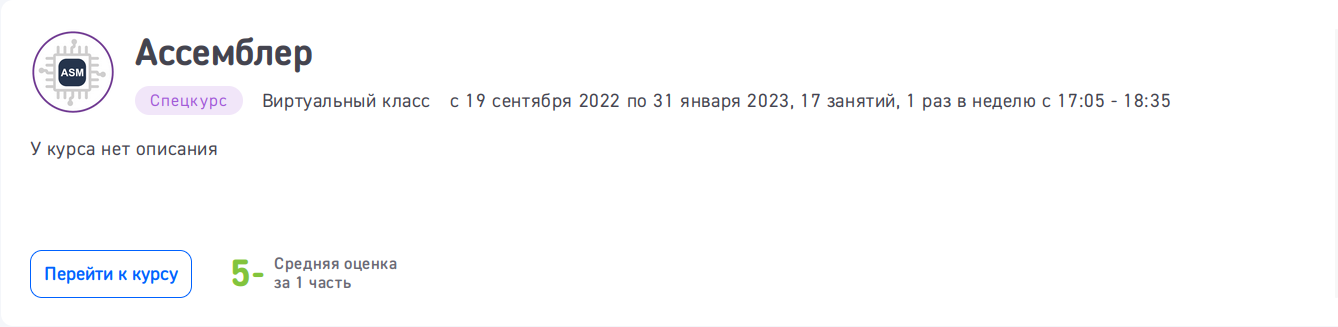 ASM
Ассемблер
Спецкурс Виртуальный класс с 19 сентября 2022 по 31 января 2023, 17 занятий, 1 раз в неделю с 17:05 - 18:35
У курса нет описания
Перейти к курсу
5-
Средняя оценка
за 1 часть